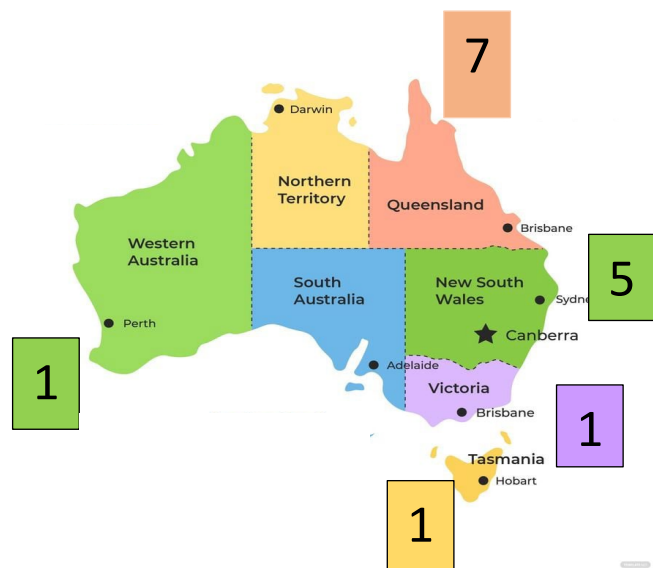 7
Darwin
Northern
Territory
Queensland
Brisbane
Western
Australia
South
Australia
New South
Wales
5
Sydne
Perth
Canberra
1
Adelaide
Victoria
Brisbane
1
Tasmania
Hobart
1